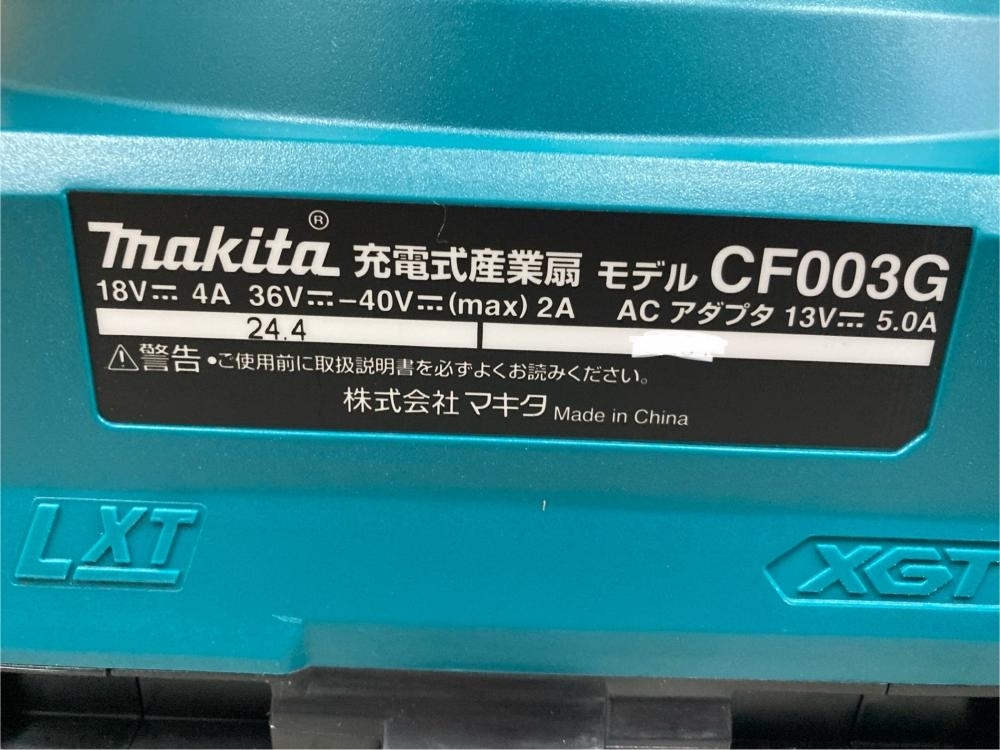 makita® 充電式産業扇 モデル CF003G
18V⎓ 4A 36V⎓-40V⎓(max) 2A AC アダプタ 13V⎓ 5.0A
24.4
⚠警告 •ご使用前に取扱説明書を必ずよくお読みください。
株式会社 マキタ Made in China
LXT
XGT